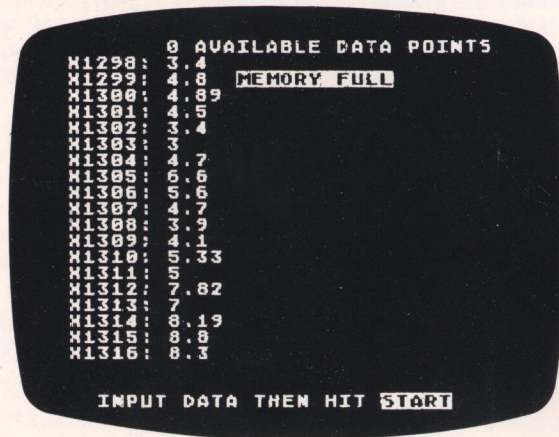 0 AVAILABLE DATA POINTS
X1298: 3.4
X1299: 4.8 MEMORY FULL
X1300: 4.89
X1301: 4.5
X1302: 3.4
X1303: 3
X1304: 4.7
X1305: 6.6
X1306: 5.6
X1307: 4.7
X1308: 3.9
X1309: 4.1
X1310: 5.33
X1311: 5
X1312: 7.82
X1313: 7
X1314: 8.19
X1315: 8.8
X1316: 8.3
INPUT DATA THEN HIT START